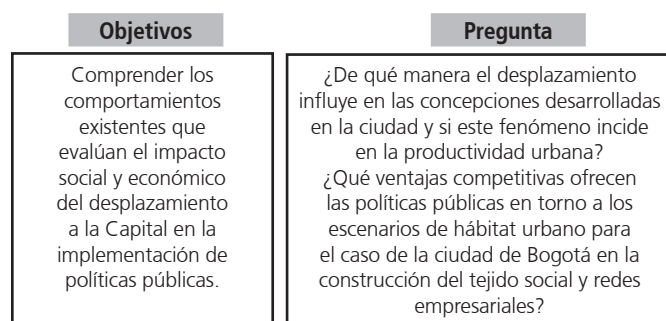 Objetivos
Comprender los
comportamientos
existentes que
evalúan el impacto
social y económico
del desplazamiento
a la Capital en la
implementación de
políticas públicas.
Pregunta
¿De qué manera el desplazamiento
influye en las concepciones desarrolladas
en la ciudad y si este fenómeno incide
en la productividad urbana?
¿Qué ventajas competitivas ofrecen
las políticas públicas en torno a los
escenarios de hábitat urbano para
el caso de la ciudad de Bogotá en la
construcción del tejido social y redes
empresariales?